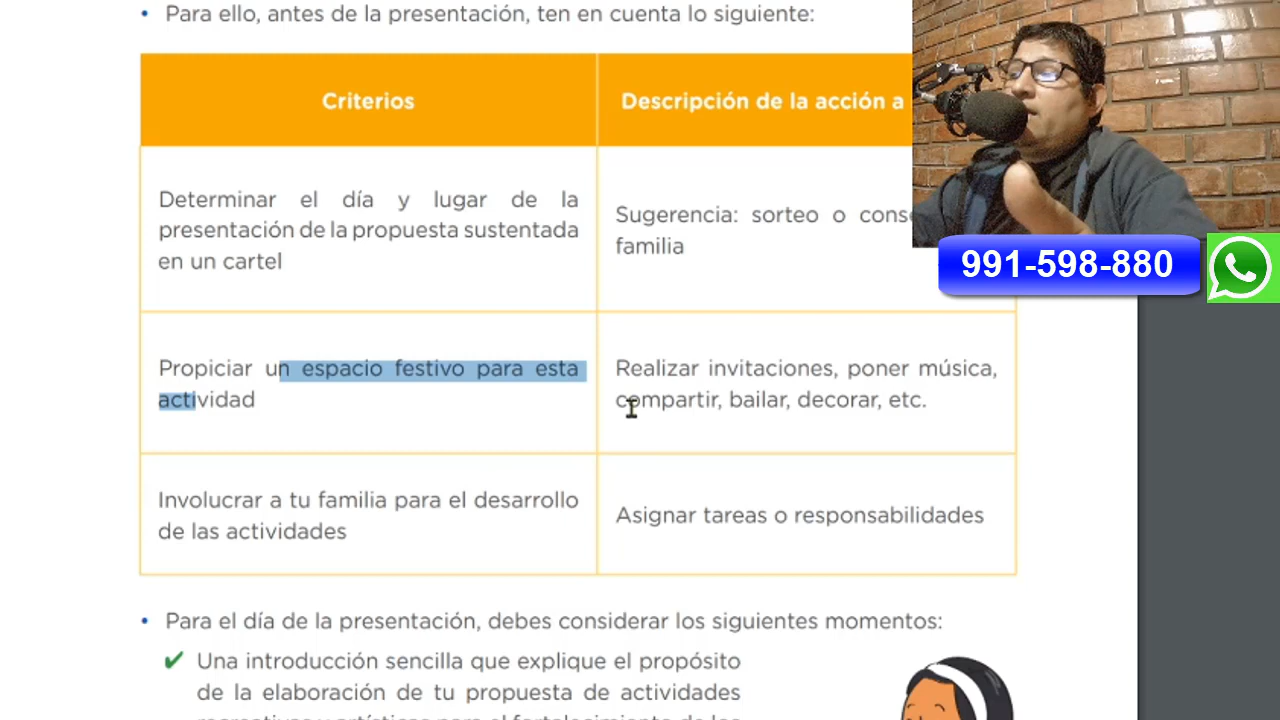 • Para ello, antes de la presentación, ten en cuenta lo siguiente:
Criterios
Descripción de la acción a
Determinar el día y lugar de la
presentación de la propuesta sustentada
en un cartel
Sugerencia: sorteo o
familia
991-598-880
Propiciar un espacio festivo para esta
actividad
Realizar invitaciones, poner música,
compartir, bailar, decorar, etc.
Involucrar a tu familia para el desarrollo
de las actividades
Asignar tareas o responsabilidades
• Para el día de la presentación, debes considerar los siguientes momentos:
✔ Una introducción sencilla que explique el propósito
de la elaboración de tu propuesta de actividades